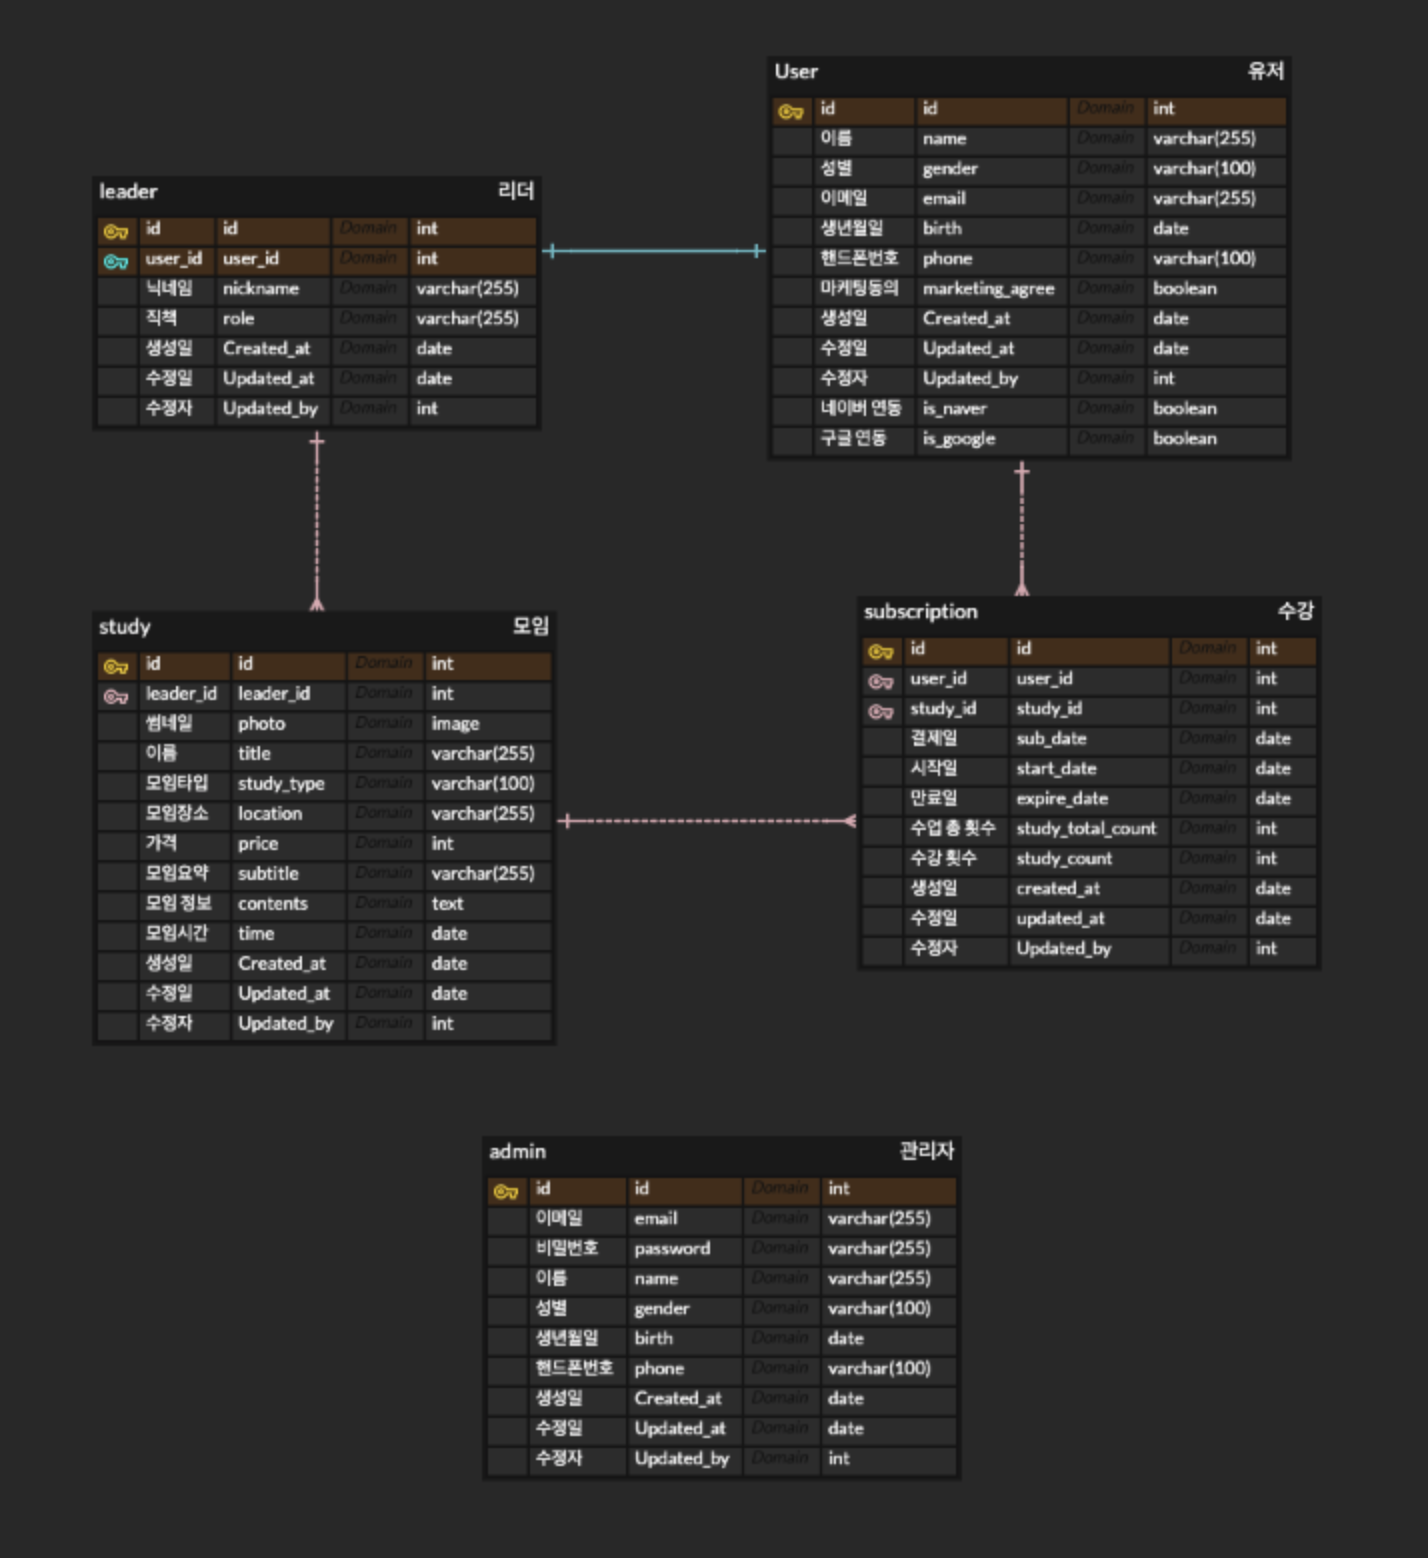 User 유저
id id Domain int
이름 name Domain varchar(255)
성별 gender Domain varchar(100)
이메일 email Domain varchar(255)
생년월일 birth Domain date
핸드폰번호 phone Domain varchar(100)
마케팅동의 marketing_agree Domain boolean
생성일 Created_at Domain date
수정일 Updated_at Domain date
수정자 Updated_by Domain int
네이버 연동 is_naver Domain boolean
구글 연동 is_google Domain boolean
leader 리더
id id Domain int
user_id user_id Domain int
닉네임 nickname Domain varchar(255)
직책 role Domain varchar(255)
생성일 Created_at Domain date
수정일 Updated_at Domain date
수정자 Updated_by Domain int
study 모임
id id Domain int
leader_id leader_id Domain int
썸네일 photo Domain image
이름 title Domain varchar(255)
모임타입 study_type Domain varchar(100)
모임장소 location Domain varchar(255)
가격 price Domain int
모임요약 subtitle Domain varchar(255)
모임 정보 contents Domain text
모임시간 time Domain date
생성일 Created_at Domain date
수정일 Updated_at Domain date
수정자 Updated_by Domain int
subscription 수강
id id Domain int
user_id user_id Domain int
study_id study_id Domain int
결제일 sub_date Domain date
시작일 start_date Domain date
만료일 expire_date Domain date
수업 총 횟수 study_total_count Domain int
수강 횟수 study_count Domain int
생성일 created_at Domain date
수정일 updated_at Domain date
수정자 Updated_by Domain int
admin 관리자
id id Domain int
이메일 email Domain varchar(255)
비밀번호 password Domain varchar(255)
이름 name Domain varchar(255)
성별 gender Domain varchar(100)
생년월일 birth Domain date
핸드폰번호 phone Domain varchar(100)
생성일 Created_at Domain date
수정일 Updated_at Domain date
수정자 Updated_by Domain int